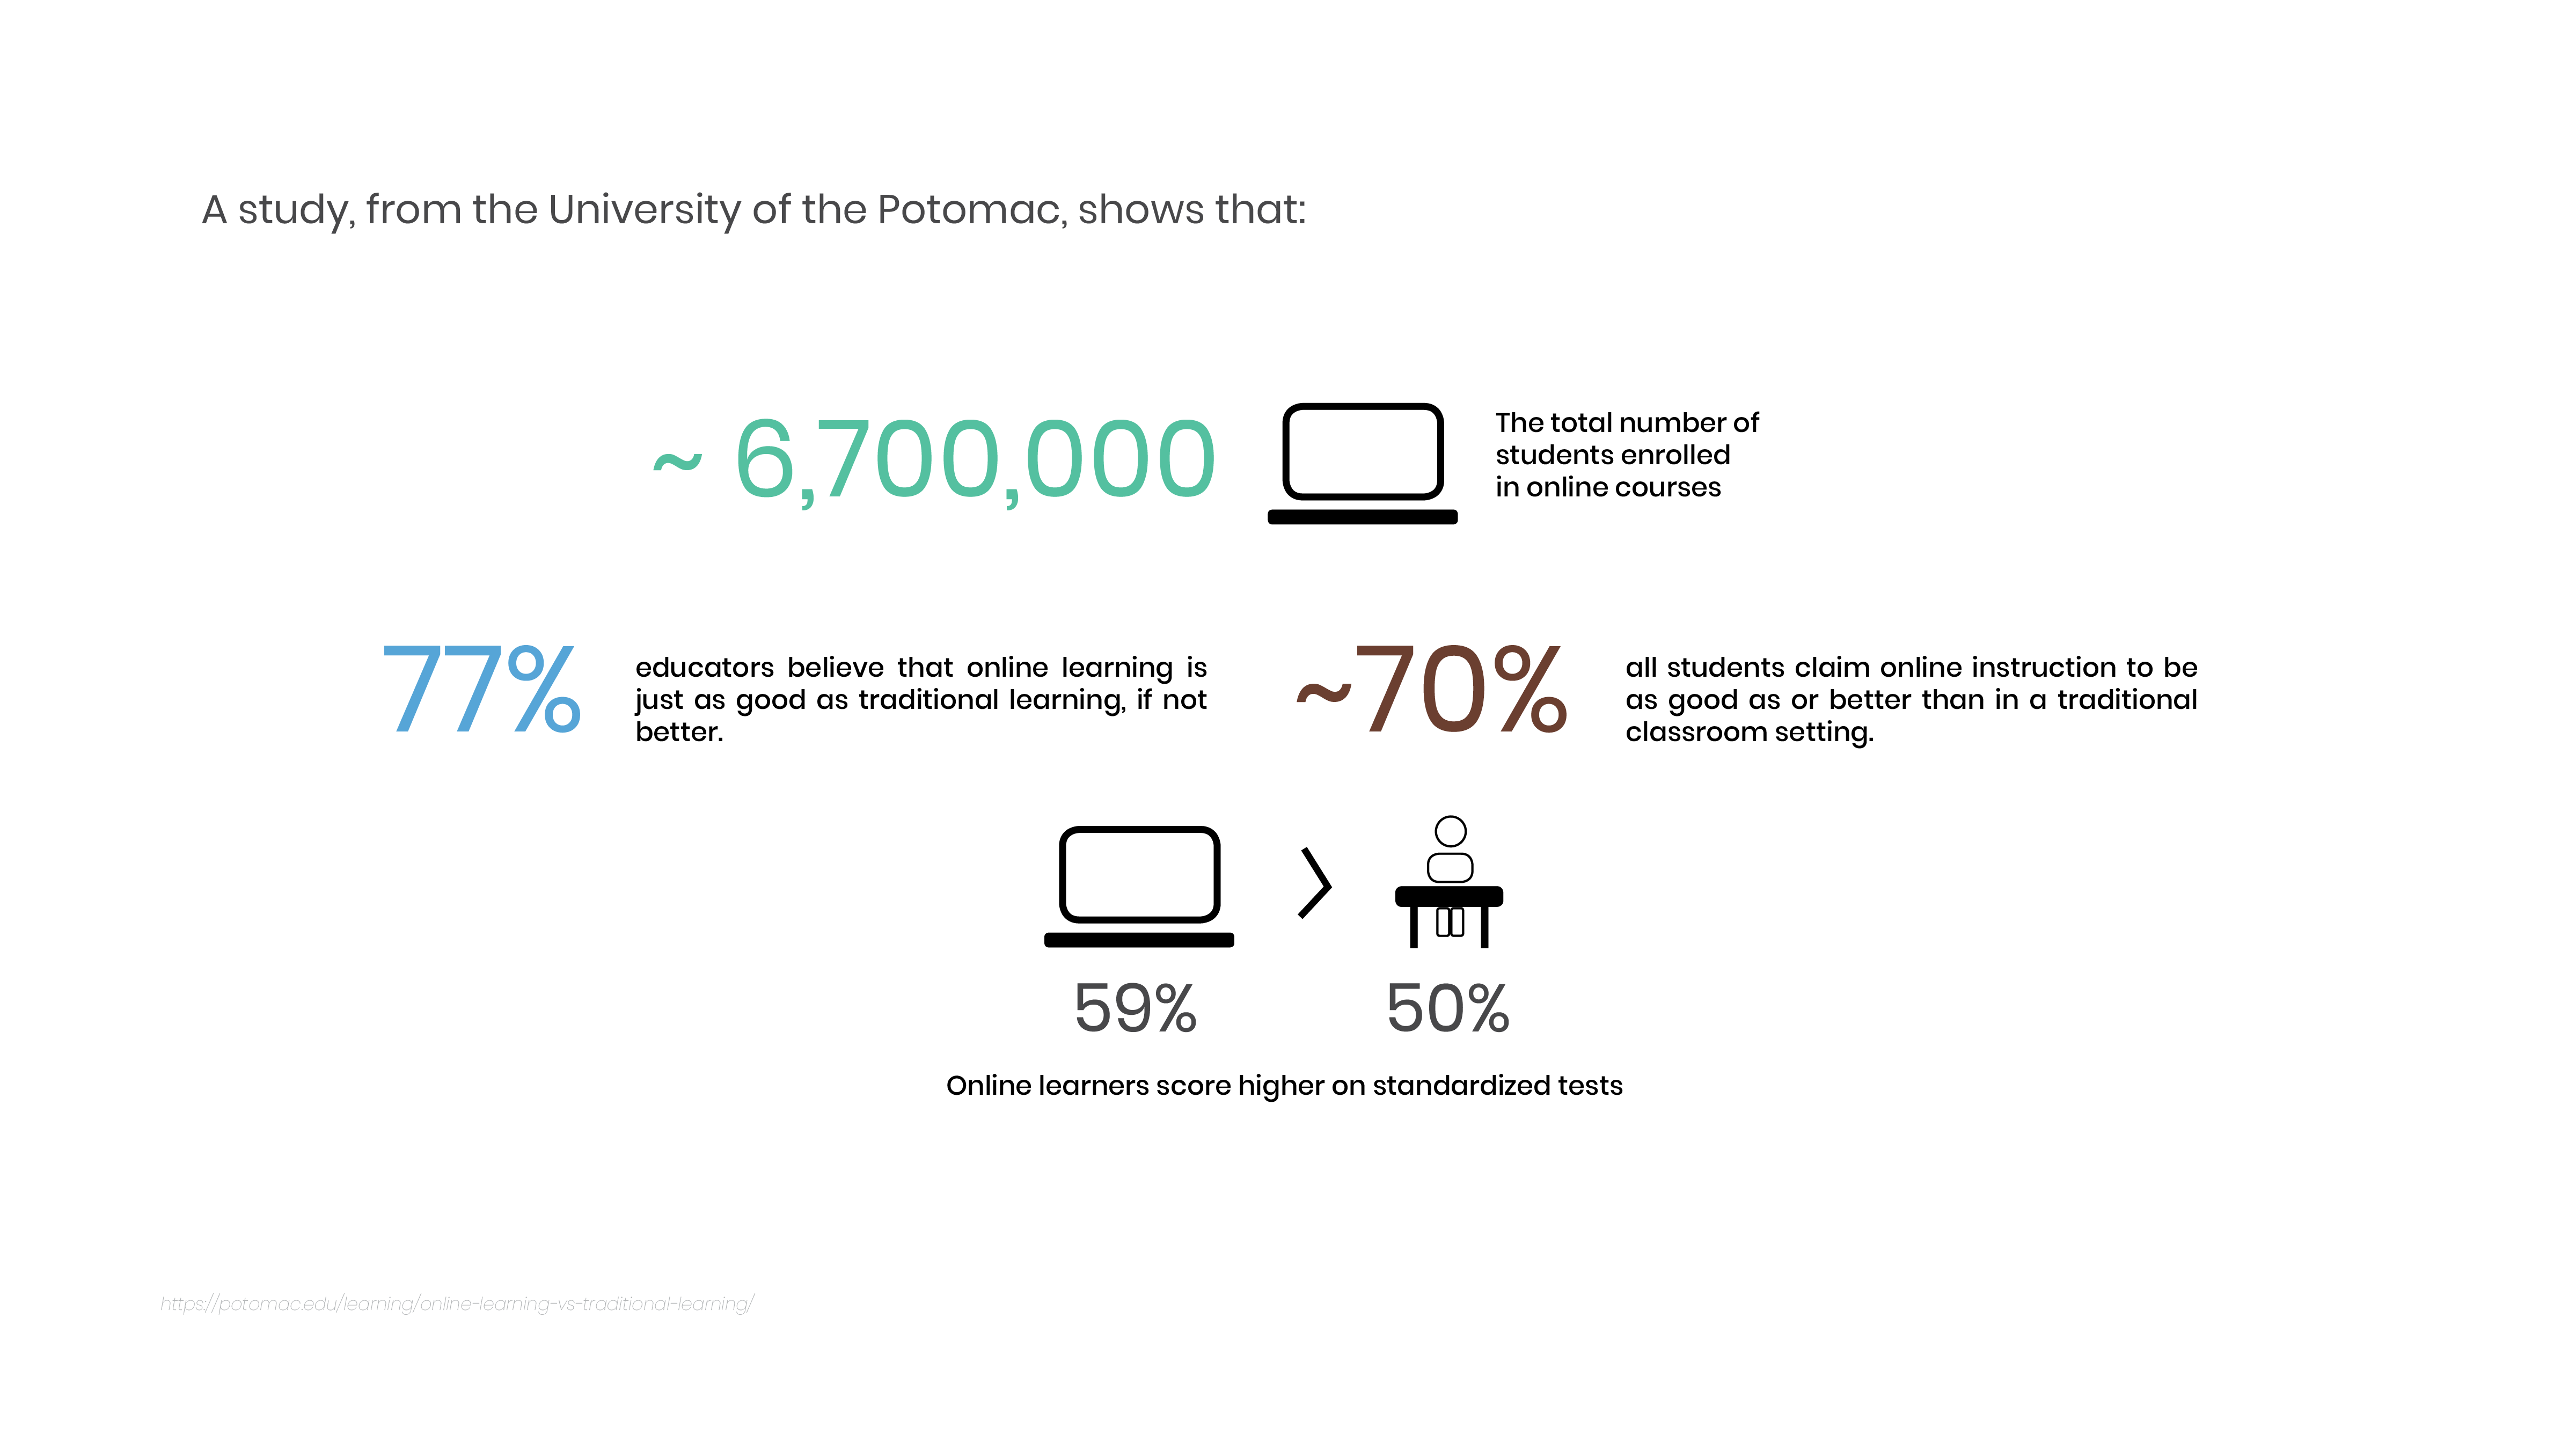 A study, from the University of the Potomac, shows that:
~ 6,700,000
The total number of
students enrolled
in online courses
77%
educators believe that online learning is
just as good as traditional learning, if not
better.
~70%
all students claim online instruction to be
as good as or better than in a traditional
classroom setting.
59%
50%
Online learners score higher on standardized tests
https://potomac.edu/learning/online-learning-vs-traditional-learning/